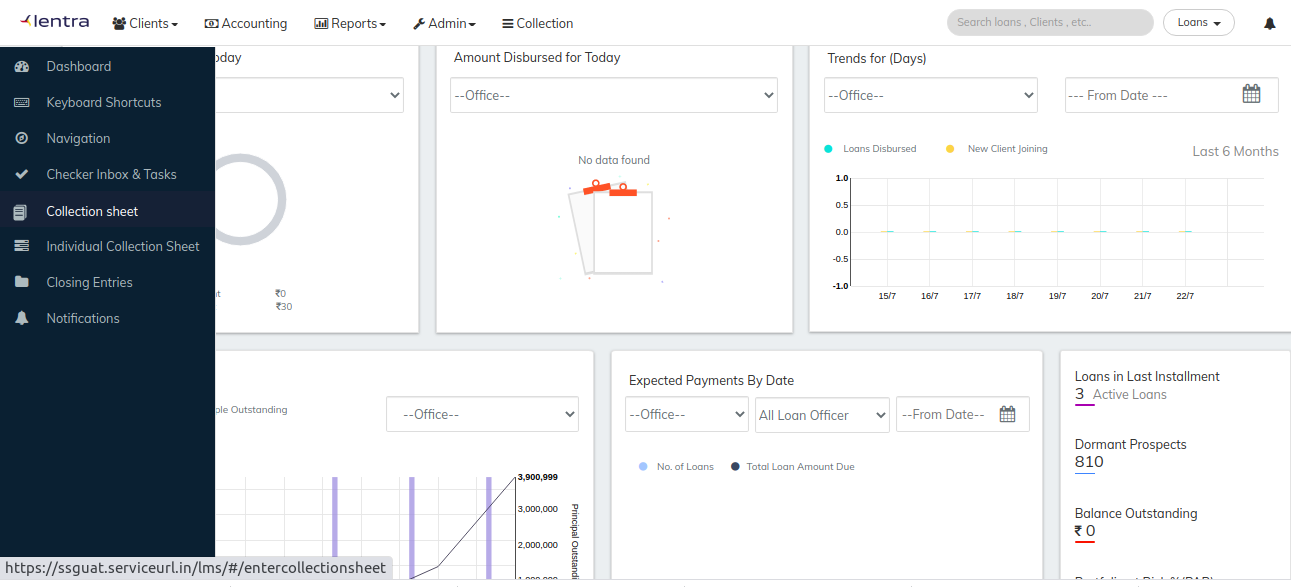 lentra
Clients
Accounting
Reports
Admin
Collection
Search loans , Clients , etc..
Loans
Dashboard
Keyboard Shortcuts
Navigation
Checker Inbox & Tasks
Collection sheet
Individual Collection Sheet
Closing Entries
Notifications
₹0
₹30
Amount Disbursed for Today
--Office--
No data found
Trends for (Days)
--Office--
--- From Date ---
Loans Disbursed
New Client Joining
Last 6 Months
1.0
0.5
0.0
-0.5
-1.0
15/7 16/7 17/7 18/7 19/7 20/7 21/7 22/7
Outstanding
--Office--
3,900,999
3,000,000
2,000,000
Principal
Expected Payments By Date
--Office--
All Loan Officer
--From Date--
No. of Loans
Total Loan Amount Due
Loans in Last Installment
3 Active Loans
Dormant Prospects
810
Balance Outstanding
₹ 0
https://ssguat.serviceurl.in/lms/#/entercollectionsheet